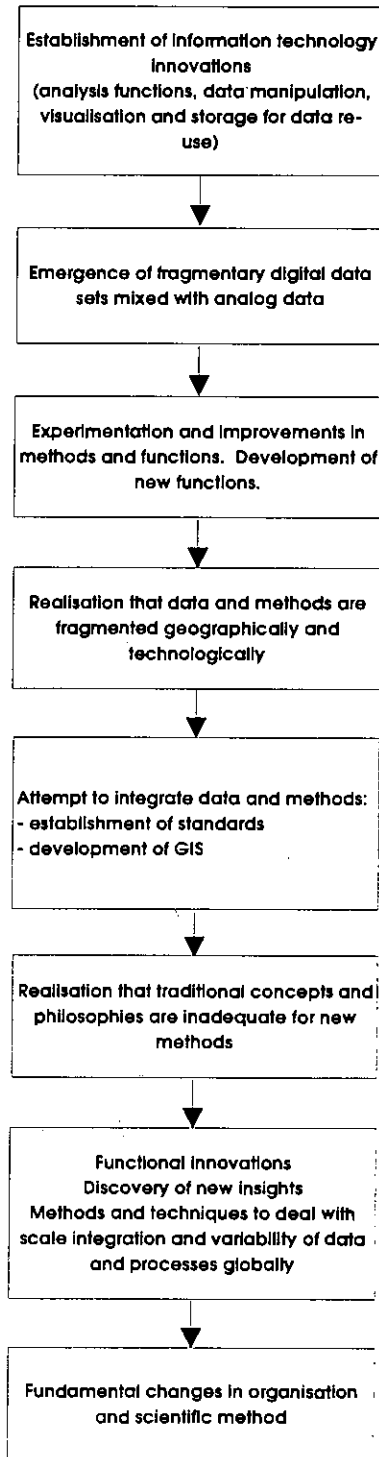 Establishment of information technology
innovations
(analysis functions, data manipulation,
visualisation and storage for data re-
use)
Emergence of fragmentary digital data
sets mixed with analog data
Experimentation and improvements in
methods and functions. Development of
new functions.
Realisation that data and methods are
fragmented geographically and
technologically
Attempt to integrate data and methods:
- establishment of standards
- development of GIS
Realisation that traditional concepts and
philosophies are inadequate for new
methods
Functional innovations
Discovery of new insights
Methods and techniques to deal with
scale integration and variability of data
and processes globally
Fundamental changes in organisation
and scientific method